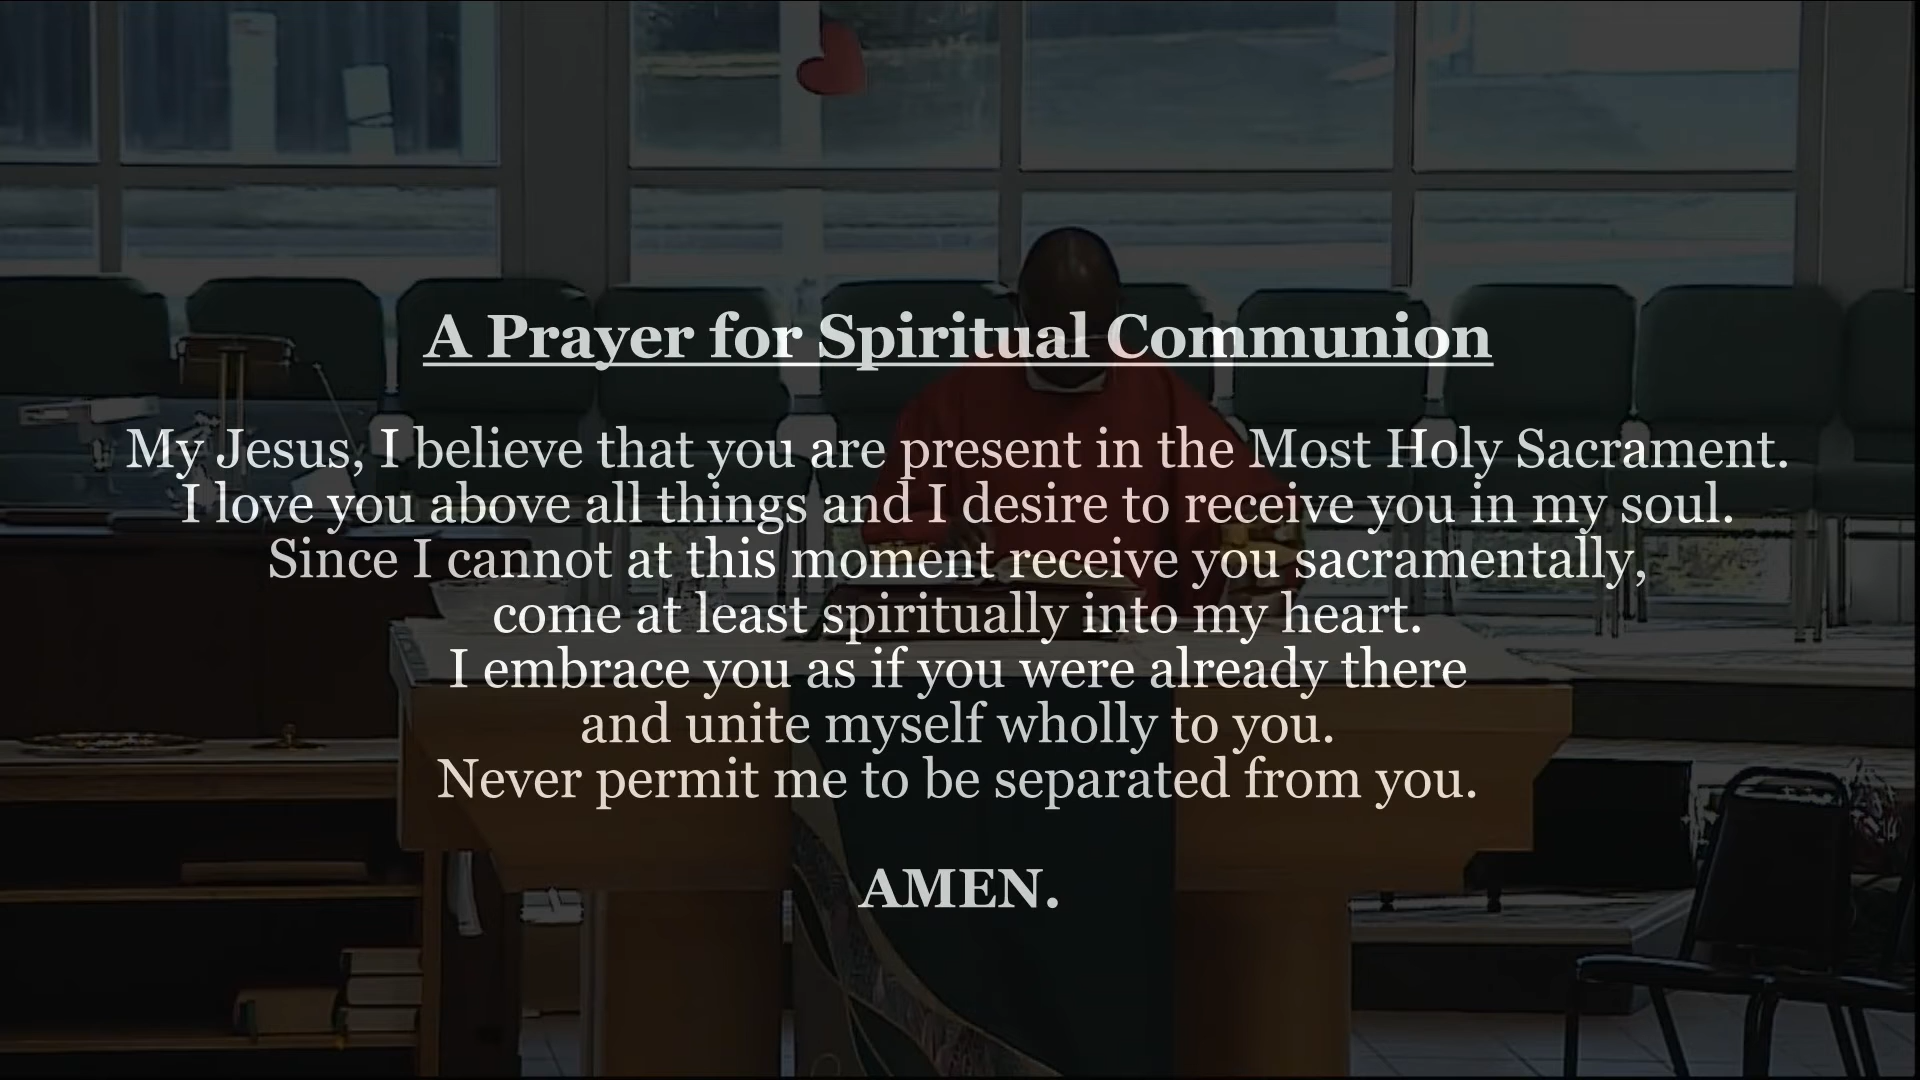 A Prayer for Spiritual Communion
My Jesus, I believe that you are present in the Most Holy Sacrament.
I love you above all things and I desire to receive you in my soul.
Since I cannot at this moment receive you sacramentally,
come at least spiritually into my heart.
I embrace you as if you were already there
and unite myself wholly to you.
Never permit me to be separated from you.
AMEN.